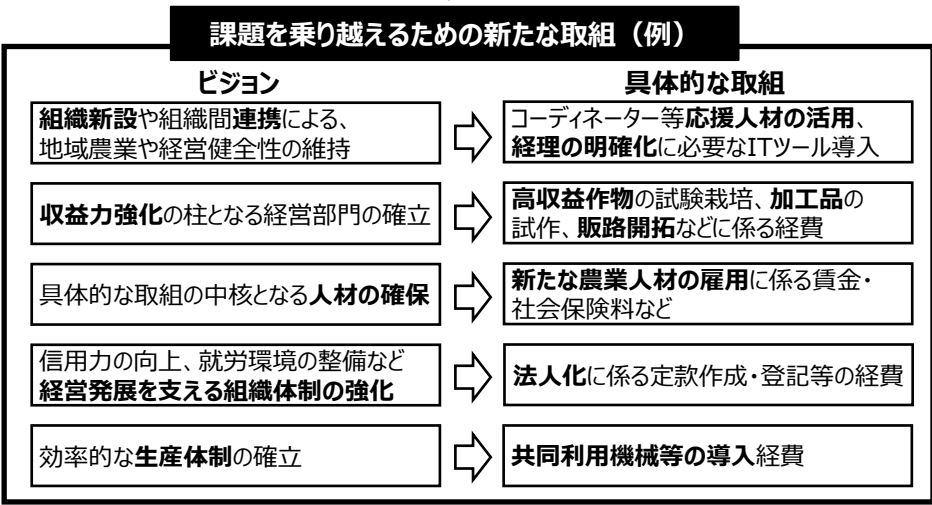 課題を乗り越えるための新たな取組（例）
ビジョン
具体的な取組
組織新設や組織間連携による、
地域農業や経営健全性の維持
コーディネーター等応援人材の活用、
経理の明確化に必要なITツール導入
収益力強化の柱となる経営部門の確立
高収益作物の試験栽培、加工品の
試作、販路開拓などに係る経費
具体的な取組の中核となる人材の確保
新たな農業人材の雇用に係る賃金・
社会保険料など
信用力の向上、就労環境の整備など
経営発展を支える組織体制の強化
法人化に係る定款作成・登記等の経費
効率的な生産体制の確立
共同利用機械等の導入経費